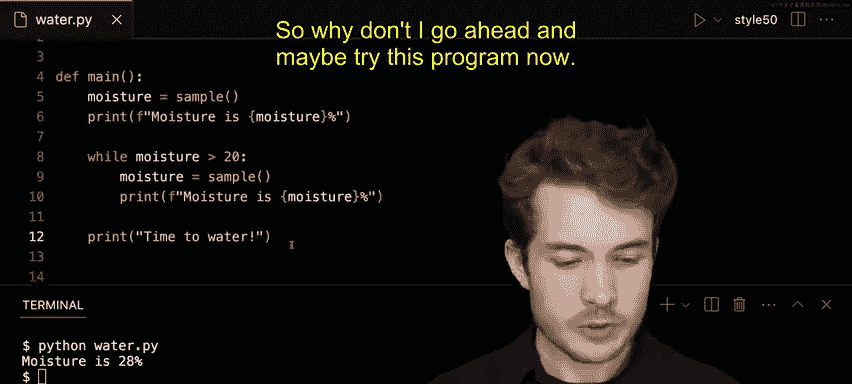 So why don't I go ahead and
maybe try this program now.
water.py
style50
3
4 def main():
5 moisture = sample()
6 print(f"Moisture is {moisture}%")
7
8 while moisture > 20:
9 moisture = sample()
10 print(f"Moisture is {moisture}%")
11
12 print("Time to water!")
13
14
TERMINAL
$ python water.py
Moisture is 28%
$